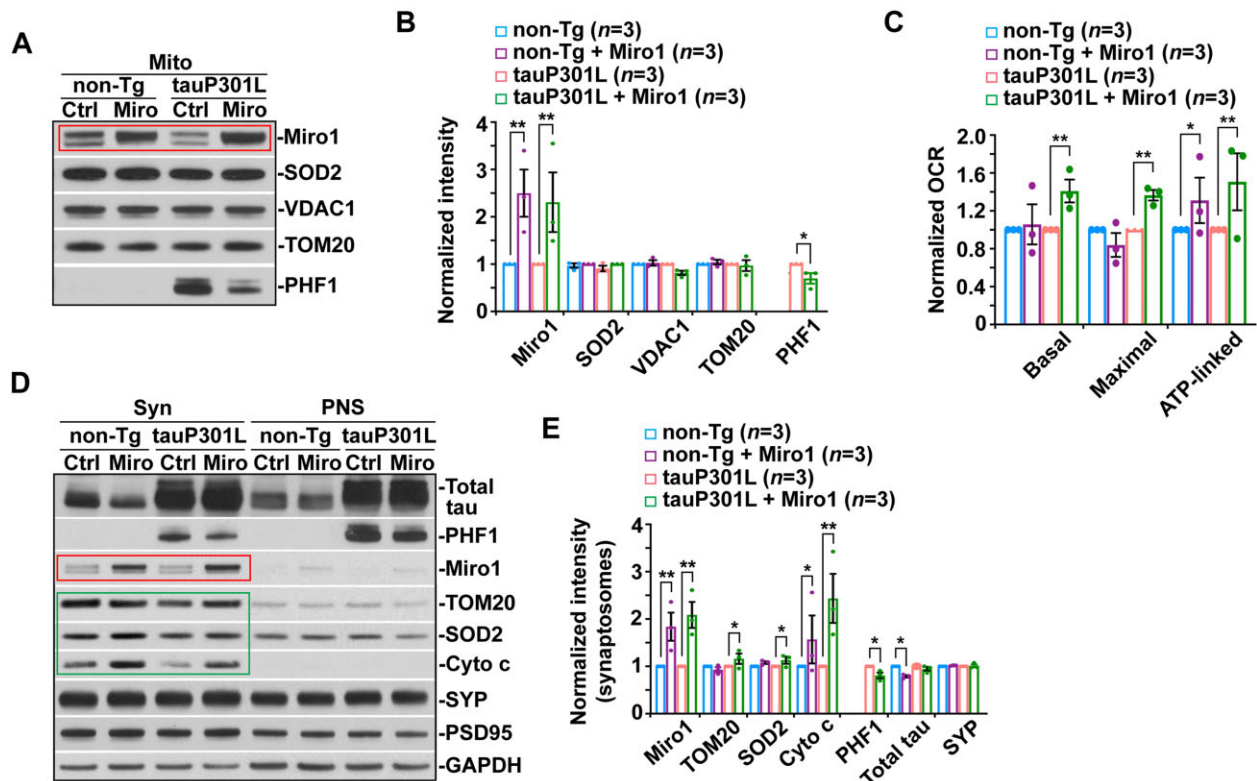 A
Mito
non-Tg tauP301L
Ctrl Miro Ctrl Miro
-Miro1
-SOD2
-VDAC1
-TOM20
-PHF1
B
non-Tg (n=3)
non-Tg + Miro1 (n=3)
tauP301L (n=3)
tauP301L + Miro1 (n=3)
Normalized intensity
4
3
2
1
0
** **
*
Miro1 SOD2 VDAC1 TOM20 PHF1
C
non-Tg (n=3)
non-Tg + Miro1 (n=3)
tauP301L (n=3)
tauP301L + Miro1 (n=3)
Normalized OCR
2.0
1.6
1.2
0.8
0.4
** ** * **
Basal Maximal ATP-linked
D
Syn PNS
non-Tg tauP301L non-Tg tauP301L
Ctrl Miro Ctrl Miro Ctrl Miro Ctrl Miro
-Total
tau
-PHF1
-Miro1
-TOM20
-SOD2
-Cyto c
-SYP
-PSD95
-GAPDH
E
non-Tg (n=3)
non-Tg + Miro1 (n=3)
tauP301L (n=3)
tauP301L + Miro1 (n=3)
Normalized intensity
(synaptosomes)
4
3
2
1
0
** ** * * * ** * *
Miro1 TOM20 SOD2 Cyto c PHF1 Total tau SYP